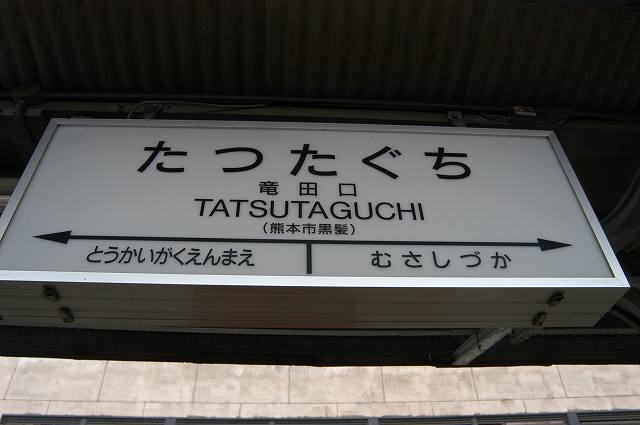 たつたぐち
竜田口
TATSUTAGUCHI
(熊本市黒髪)
とうかいがくえんまえ
むさしづか